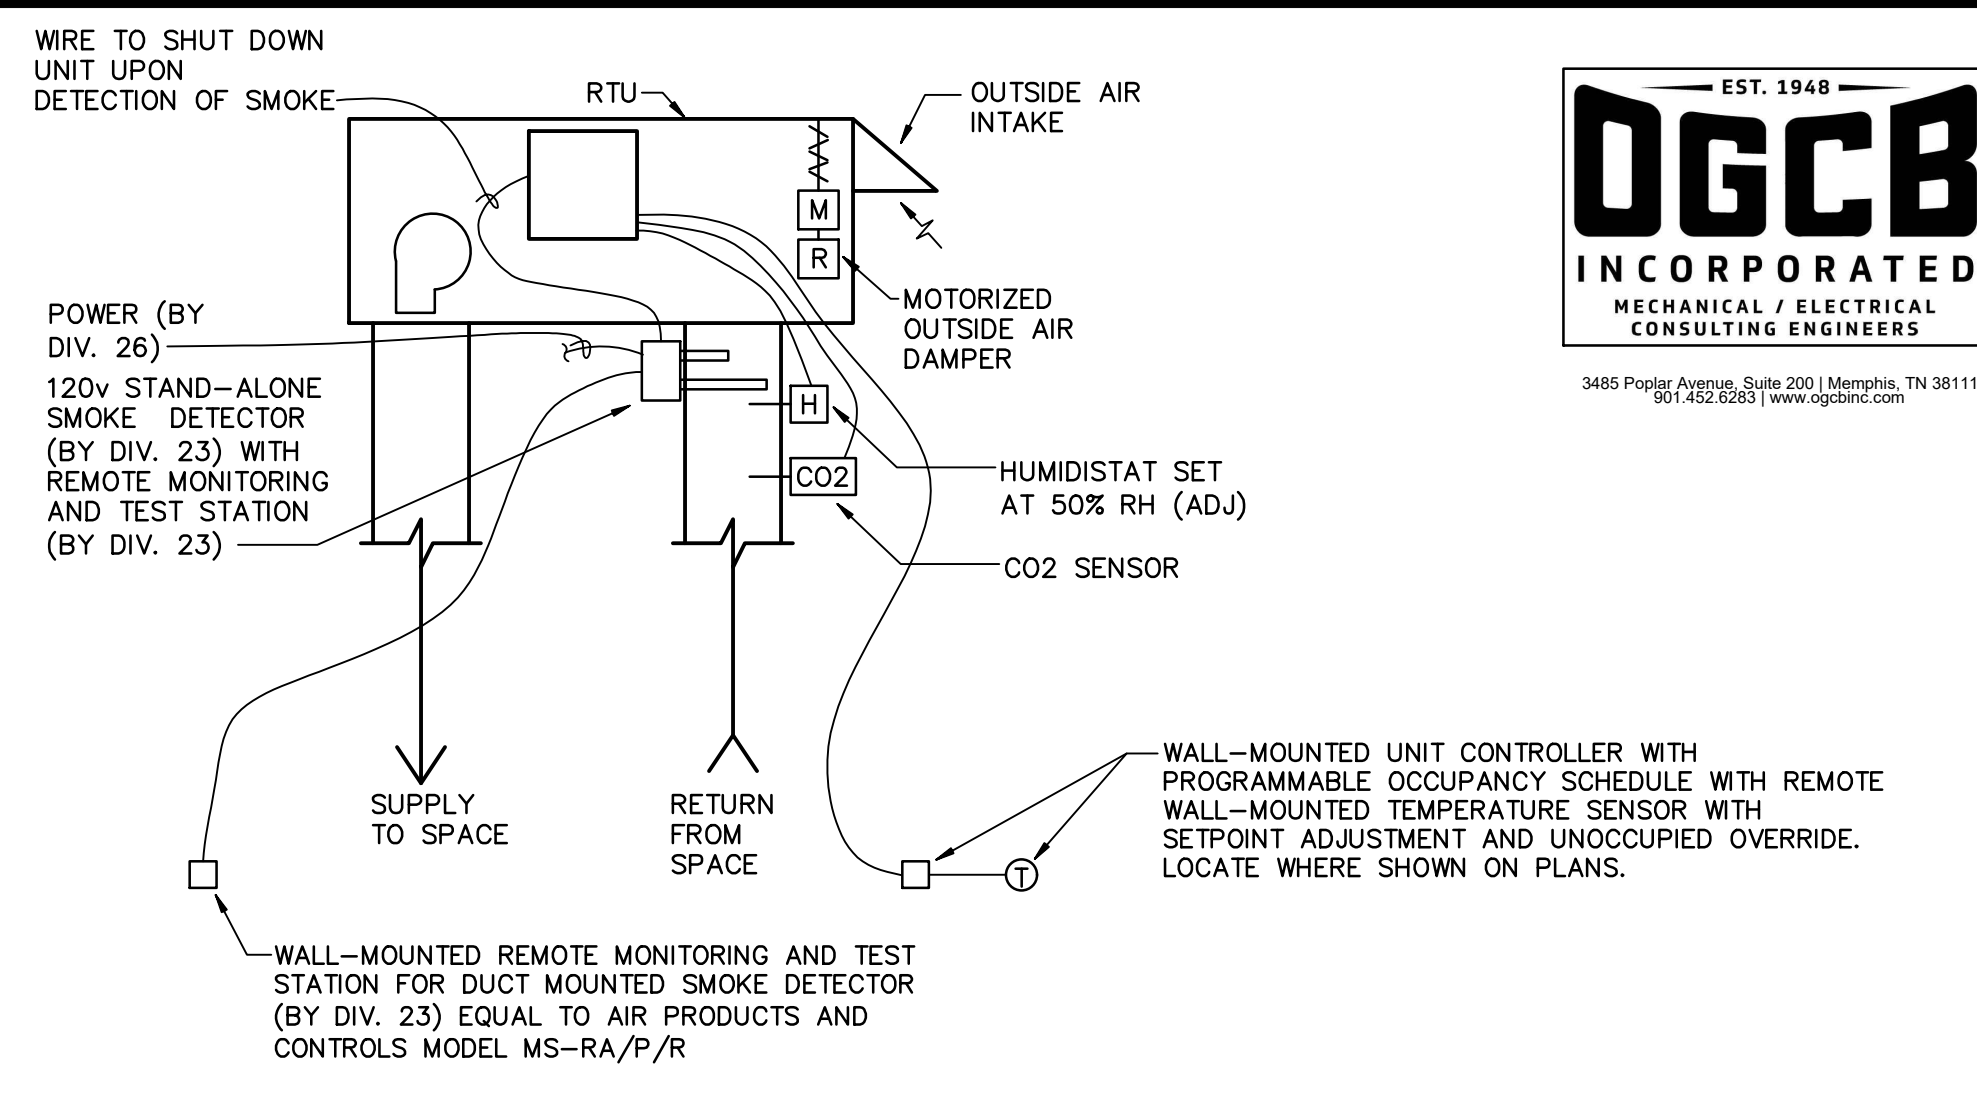 WIRE TO SHUT DOWN
UNIT UPON
DETECTION OF SMOKE
RTU
OUTSIDE AIR
INTAKE
M
R
MOTORIZED
OUTSIDE AIR
DAMPER
POWER (BY
DIV. 26)
120v STAND-ALONE
SMOKE DETECTOR
(BY DIV. 23) WITH
REMOTE MONITORING
AND TEST STATION
(BY DIV. 23)
H
CO2
HUMIDISTAT SET
AT 50% RH (ADJ)
CO2 SENSOR
SUPPLY
TO SPACE
RETURN
FROM
SPACE
T
WALL-MOUNTED UNIT CONTROLLER WITH
PROGRAMMABLE OCCUPANCY SCHEDULE WITH REMOTE
WALL-MOUNTED TEMPERATURE SENSOR WITH
SETPOINT ADJUSTMENT AND UNOCCUPIED OVERRIDE.
LOCATE WHERE SHOWN ON PLANS.
WALL-MOUNTED REMOTE MONITORING AND TEST
STATION FOR DUCT MOUNTED SMOKE DETECTOR
(BY DIV. 23) EQUAL TO AIR PRODUCTS AND
CONTROLS MODEL MS-RA/P/R
EST. 1948
OGCB
INCORPORATED
MECHANICAL / ELECTRICAL
CONSULTING ENGINEERS
3485 Poplar Avenue, Suite 200 | Memphis, TN 38111
901.452.6283 | www.ogcbinc.com